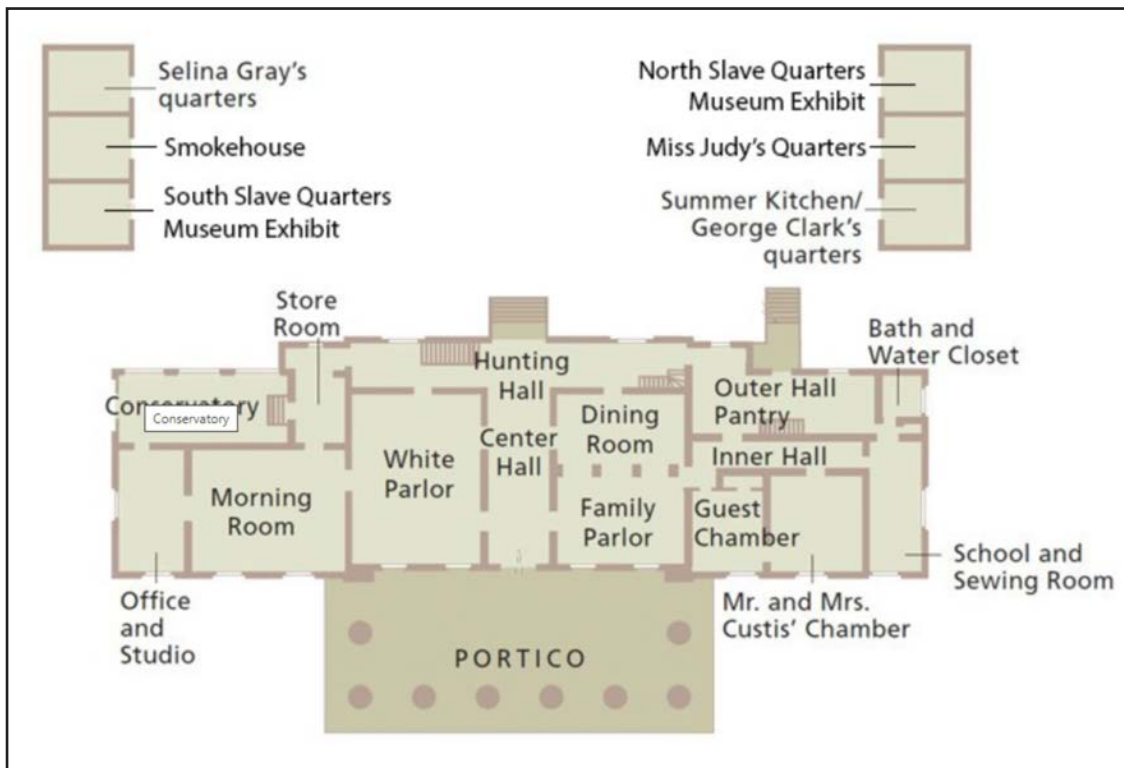 Selina Gray's
quarters
Smokehouse
South Slave Quarters
Museum Exhibit
North Slave Quarters
Museum Exhibit
Miss Judy's Quarters
Summer Kitchen/
George Clark's
quarters
Store
Room
Hunting
Hall
Bath and
Water Closet
Conservatory
Conservatory
Outer Hall
Pantry
Dining
Room
Center
Hall
White
Parlor
Inner Hall
Morning
Room
Family
Parlor
Guest
Chamber
School and
Sewing Room
Office
and
Studio
Mr. and Mrs.
Custis' Chamber
PORTICO